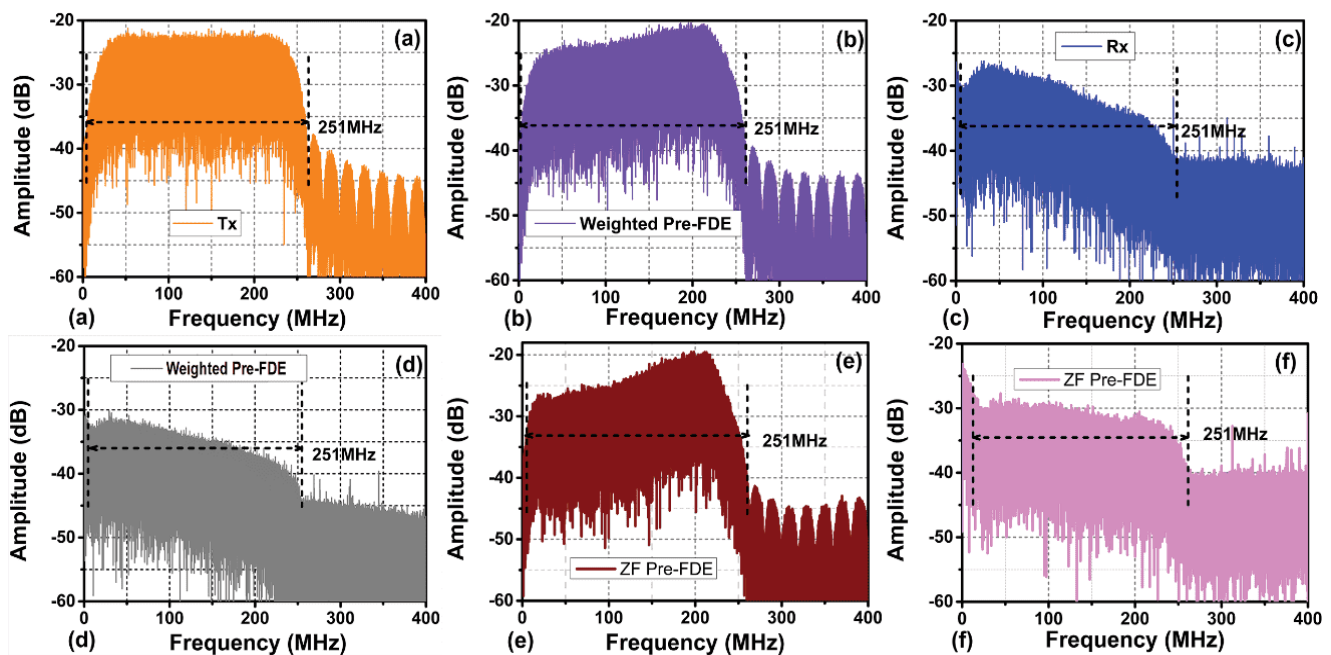 -20
-30
-40
-50
-60
Amplitude (dB)
(a)
251MHz
Tx
0
100
200
300
400
(a)
Frequency (MHz)
-20
-30
-40
-50
-60
Amplitude (dB)
(b)
251MHz
Weighted Pre-FDE
0
100
200
300
400
(b)
Frequency (MHz)
-20
-30
-40
-50
-60
Amplitude (dB)
Rx
(c)
251MHz
0
100
200
300
400
(c)
Frequency (MHz)
-20
-30
-40
-50
-60
Amplitude (dB)
Weighted Pre-FDE
(d)
251MHz
0
100
200
300
400
(d)
Frequency (MHz)
-20
-30
-40
-50
-60
Amplitude (dB)
(e)
251MHz
ZF Pre-FDE
0
100
200
300
400
(e)
Frequency (MHz)
-20
-30
-40
-50
-60
Amplitude (dB)
ZF Pre-FDE
(f)
251MHz
0
100
200
300
400
(f)
Frequency (MHz)